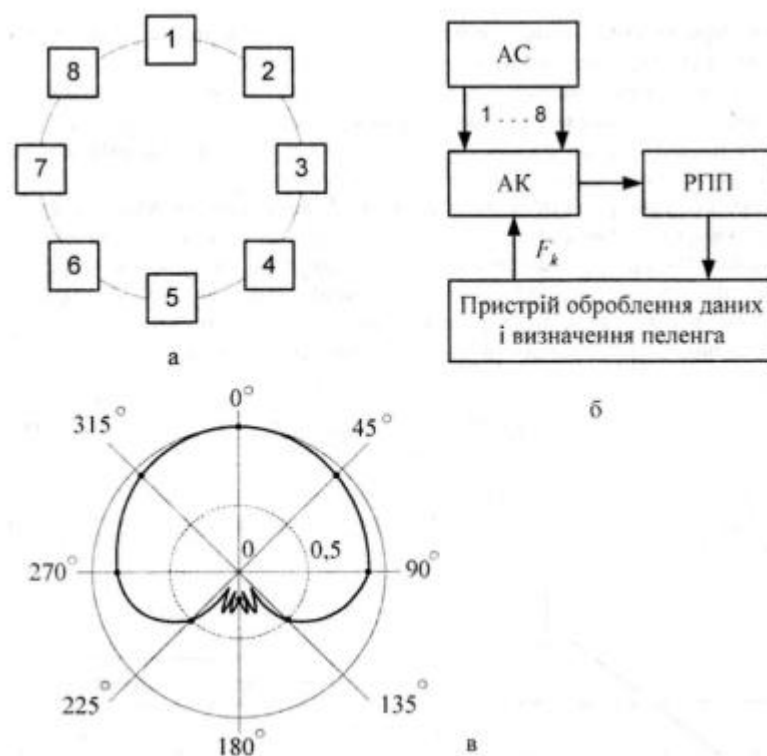 1
2
3
4
5
6
7
8
а
АС
1 . . . 8
АК
РПП
F_k
Пристрій оброблення даних
і визначення пеленга
б
0°
45°
90°
135°
180°
225°
270°
315°
0
0,5
в